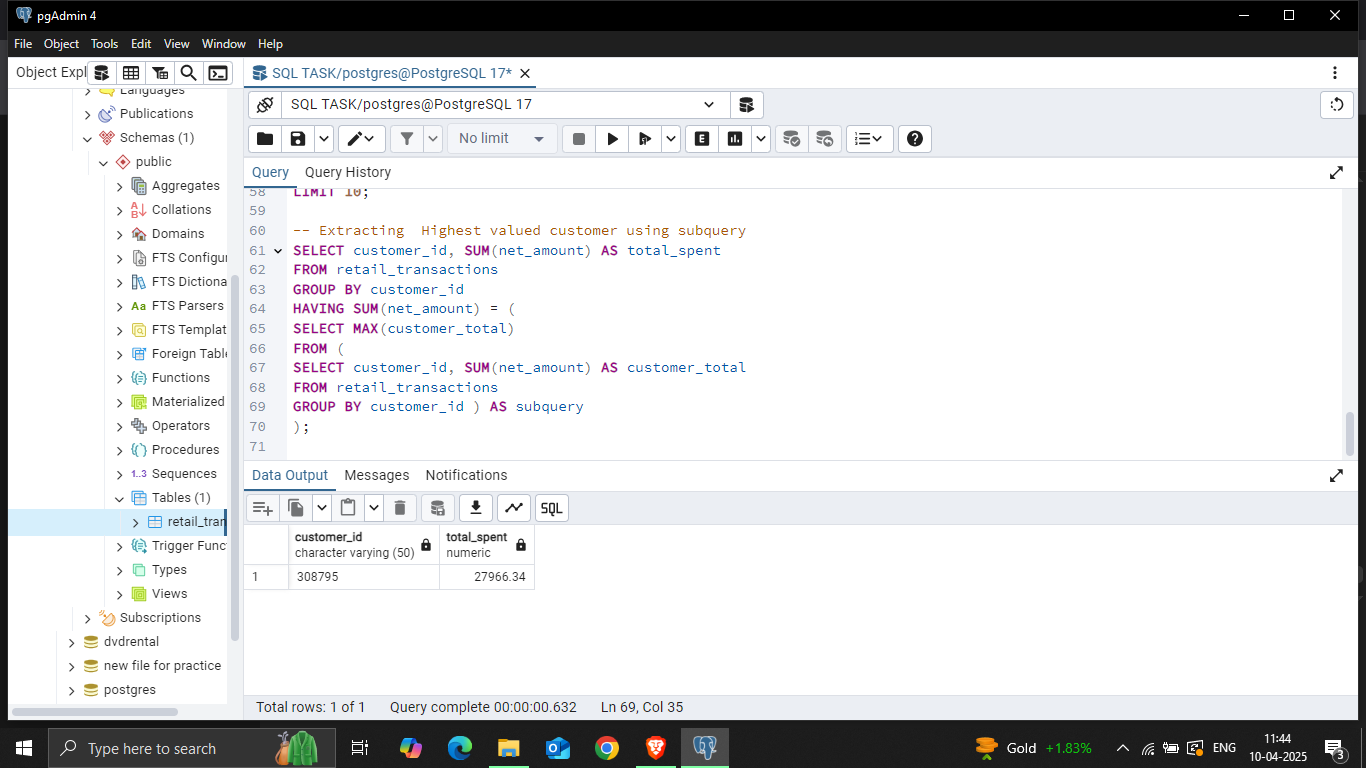 pgAdmin 4
File Object Tools Edit View Window Help
Object Expl
SQL TASK/postgres@PostgreSQL 17*
SQL TASK/postgres@PostgreSQL 17
No limit
E
Query Query History
Languages
Publications
Schemas (1)
public
Aggregates
Collations
Domains
FTS Configur
FTS Dictiona
Aa FTS Parsers
FTS Templat
Foreign Tabl
Functions
Materialized
Operators
Procedures
1..3 Sequences
Tables (1)
retail_tran
Trigger Func
Types
Views
Subscriptions
dvdrental
new file for practice
postgres
58 LIMIT 10;
59
60 -- Extracting  Highest valued customer using subquery
61 SELECT customer_id, SUM(net_amount) AS total_spent
62 FROM retail_transactions
63 GROUP BY customer_id
64 HAVING SUM(net_amount) = (
65 SELECT MAX(customer_total)
66 FROM (
67 SELECT customer_id, SUM(net_amount) AS customer_total
68 FROM retail_transactions
69 GROUP BY customer_id ) AS subquery
70 );
71
Data Output Messages Notifications
SQL
customer_id total_spent
character varying (50) numeric
1 308795 27966.34
Total rows: 1 of 1 Query complete 00:00:00.632 Ln 69, Col 35
Type here to search
Gold +1.83%
ENG
11:44
10-04-2025
3